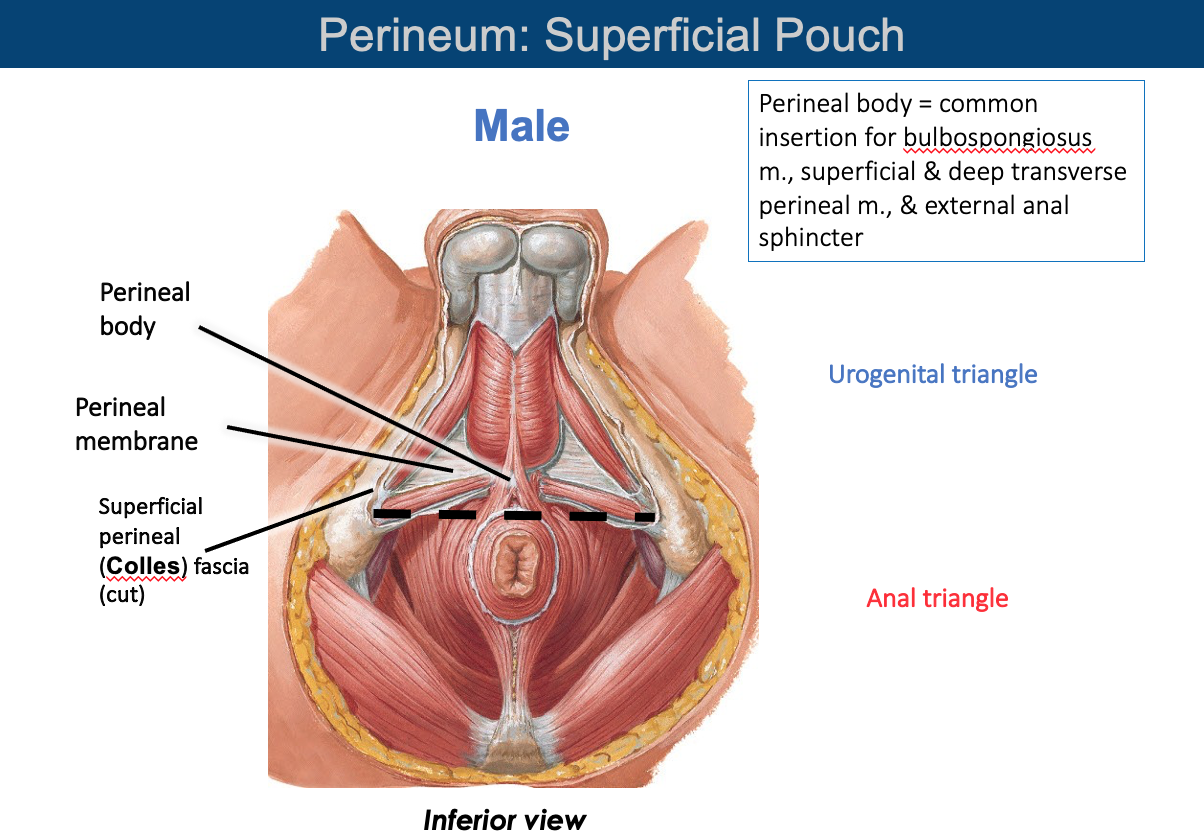 Perineum: Superficial Pouch
Male
Perineal body = common
insertion for bulbospongiosus
m., superficial & deep transverse
perineal m., & external anal
sphincter
Perineal
body
Urogenital triangle
Perineal
membrane
Superficial
perineal
(Colles) fascia
(cut)
Anal triangle
Inferior view